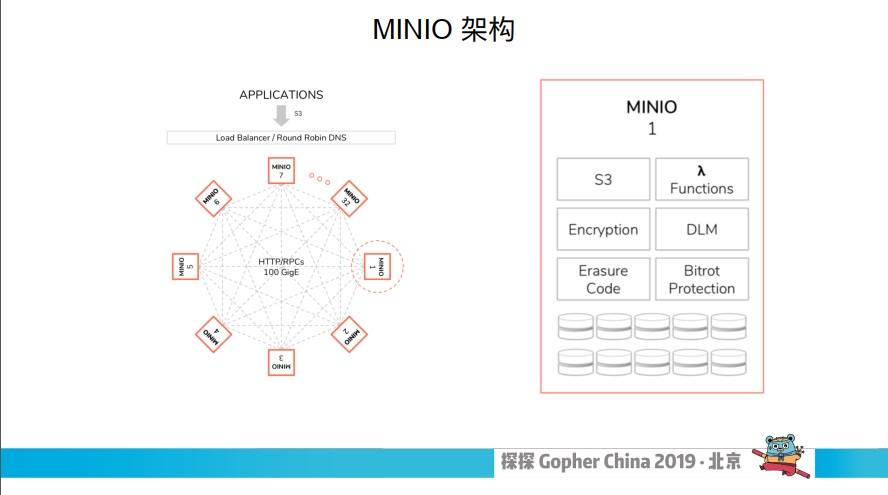 MINIO 架构
APPLICATIONS
S3
Load Balancer / Round Robin DNS
MINIO
7
MINIO
32
MINIO
1
MINIO
2
MINIO
3
MINIO
4
MINIO
5
MINIO
6
HTTP/RPCs
100 GigE
MINIO
1
S3
λ
Functions
Encryption
DLM
Erasure
Code
Bitrot
Protection
探探 Gopher China 2019 · 北京